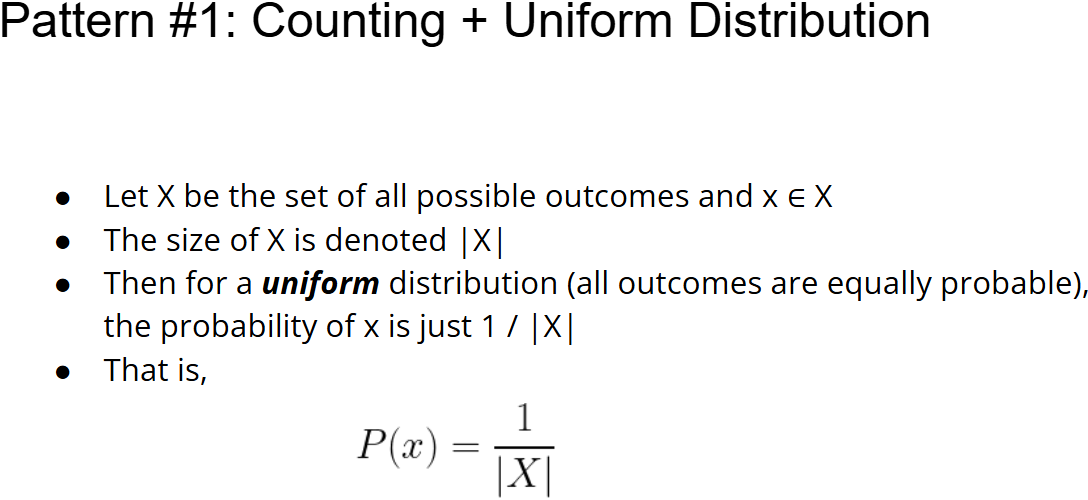 Pattern #1: Counting + Uniform Distribution
● Let X be the set of all possible outcomes and x ∈ X
● The size of X is denoted |X|
● Then for a uniform distribution (all outcomes are equally probable),
the probability of x is just 1 / |X|
● That is,
P(x) = 1 / |X|